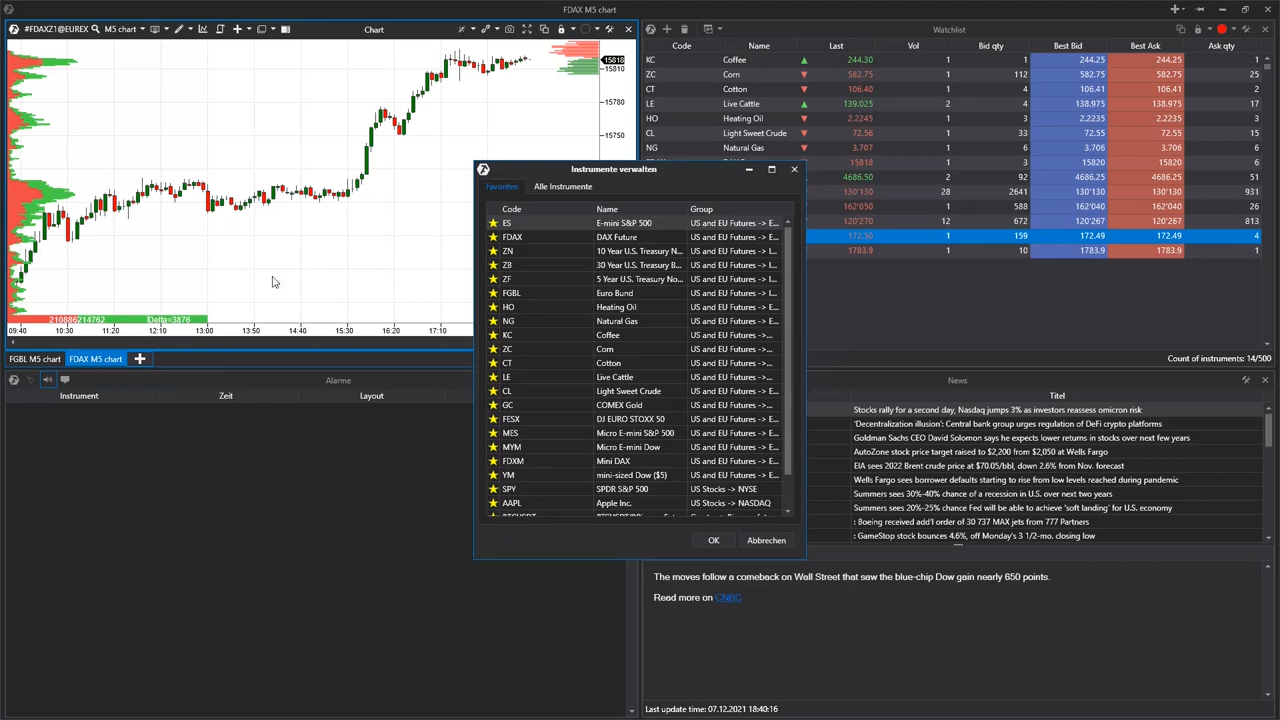 FDAX M5 chart
#FDAXZ1@EUREX M5 chart Chart
15818
15810
15780
15750
210886 214762 Delta=3876
09:40 10:30 11:20 12:10 13:00 13:50 14:40 15:30 16:20 17:10
FGBL M5 chart FDAX M5 chart
Alarme
Instrument Zeit Layout
Watchlist
Code Name Last Vol Bid qty Best Bid Best Ask Ask qty
KC Coffee 244.30 1 1 244.25 244.25 1
ZC Corn 582.75 1 112 582.75 582.75 25
CT Cotton 106.40 1 4 106.41 106.41 2
LE Live Cattle 139.025 2 4 138.975 138.975 17
HO Heating Oil 2.2245 1 3 2.2235 2.2235 3
CL Light Sweet Crude 72.56 1 33 72.55 72.55 15
NG Natural Gas 3.707 1 6 3.706 3.706 6
15818 1 1 15820 15820 6
4686.50 2 92 4686.25 4686.25 51
130'130 28 2641 130'130 130'130 931
162'050 1 588 162'050 162'050 26
120'270 12 672 120'267 120'267 813
172.50 1 159 172.49 172.49 4
1783.9 1 10 1783.9 1783.9 1
Count of instruments: 14/500
Instrumente verwalten
Favoriten Alle Instrumente
Code Name Group
ES E-mini S&P 500 US and EU Futures -> E...
FDAX DAX Future US and EU Futures -> E...
ZN 10 Year U.S. Treasury N... US and EU Futures -> I...
ZB 30 Year U.S. Treasury B... US and EU Futures -> I...
ZF 5 Year U.S. Treasury No... US and EU Futures -> I...
FGBL Euro Bund US and EU Futures -> I...
HO Heating Oil US and EU Futures -> E...
NG Natural Gas US and EU Futures -> E...
KC Coffee US and EU Futures ->...
ZC Corn US and EU Futures ->...
CT Cotton US and EU Futures ->...
LE Live Cattle US and EU Futures ->...
CL Light Sweet Crude US and EU Futures -> E...
GC COMEX Gold US and EU Futures ->...
FESX DJ EURO STOXX 50 US and EU Futures -> E...
MES Micro E-mini S&P 500 US and EU Futures -> E...
MYM Micro E-mini Dow US and EU Futures -> E...
FDXM Mini DAX US and EU Futures -> E...
YM mini-sized Dow ($5) US and EU Futures -> E...
SPY SPDR S&P 500 US Stocks -> NYSE
AAPL Apple Inc. US Stocks -> NASDAQ
OK Abbrechen
News
Titel
Stocks rally for a second day, Nasdaq jumps 3% as investors reassess omicron risk
'Decentralization illusion': Central bank group urges regulation of DeFi crypto platforms
Goldman Sachs CEO David Solomon says he expects lower returns in stocks over next few years
AutoZone stock price target raised to $2,200 from $2,050 at Wells Fargo
EIA sees 2022 Brent crude price at $70.05/bbl, down 2.6% from Nov. forecast
Wells Fargo sees borrower defaults starting to rise from low levels reached during pandemic
Summers sees 30%-40% chance of a recession in U.S. over next two years
Summers sees 20%-25% chance Fed will be able to achieve 'soft landing' for U.S. economy
: Boeing received add'l order of 30 737 MAX jets from 777 Partners
: GameStop stock bounces 4.6%, off Monday's 3 1/2-mo. closing low
The moves follow a comeback on Wall Street that saw the blue-chip Dow gain nearly 650 points.
Read more on CNBC
Last update time: 07.12.2021 18:40:16